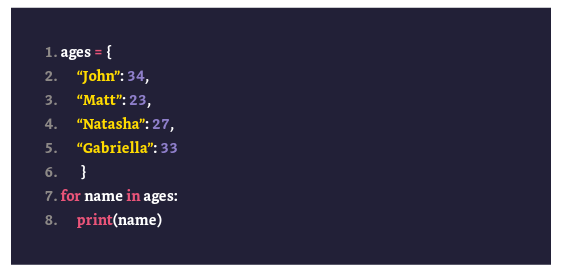 1. ages = {
2. “John”: 34,
3. “Matt”: 23,
4. “Natasha”: 27,
5. “Gabriella”: 33
6. }
7. for name in ages:
8. print(name)